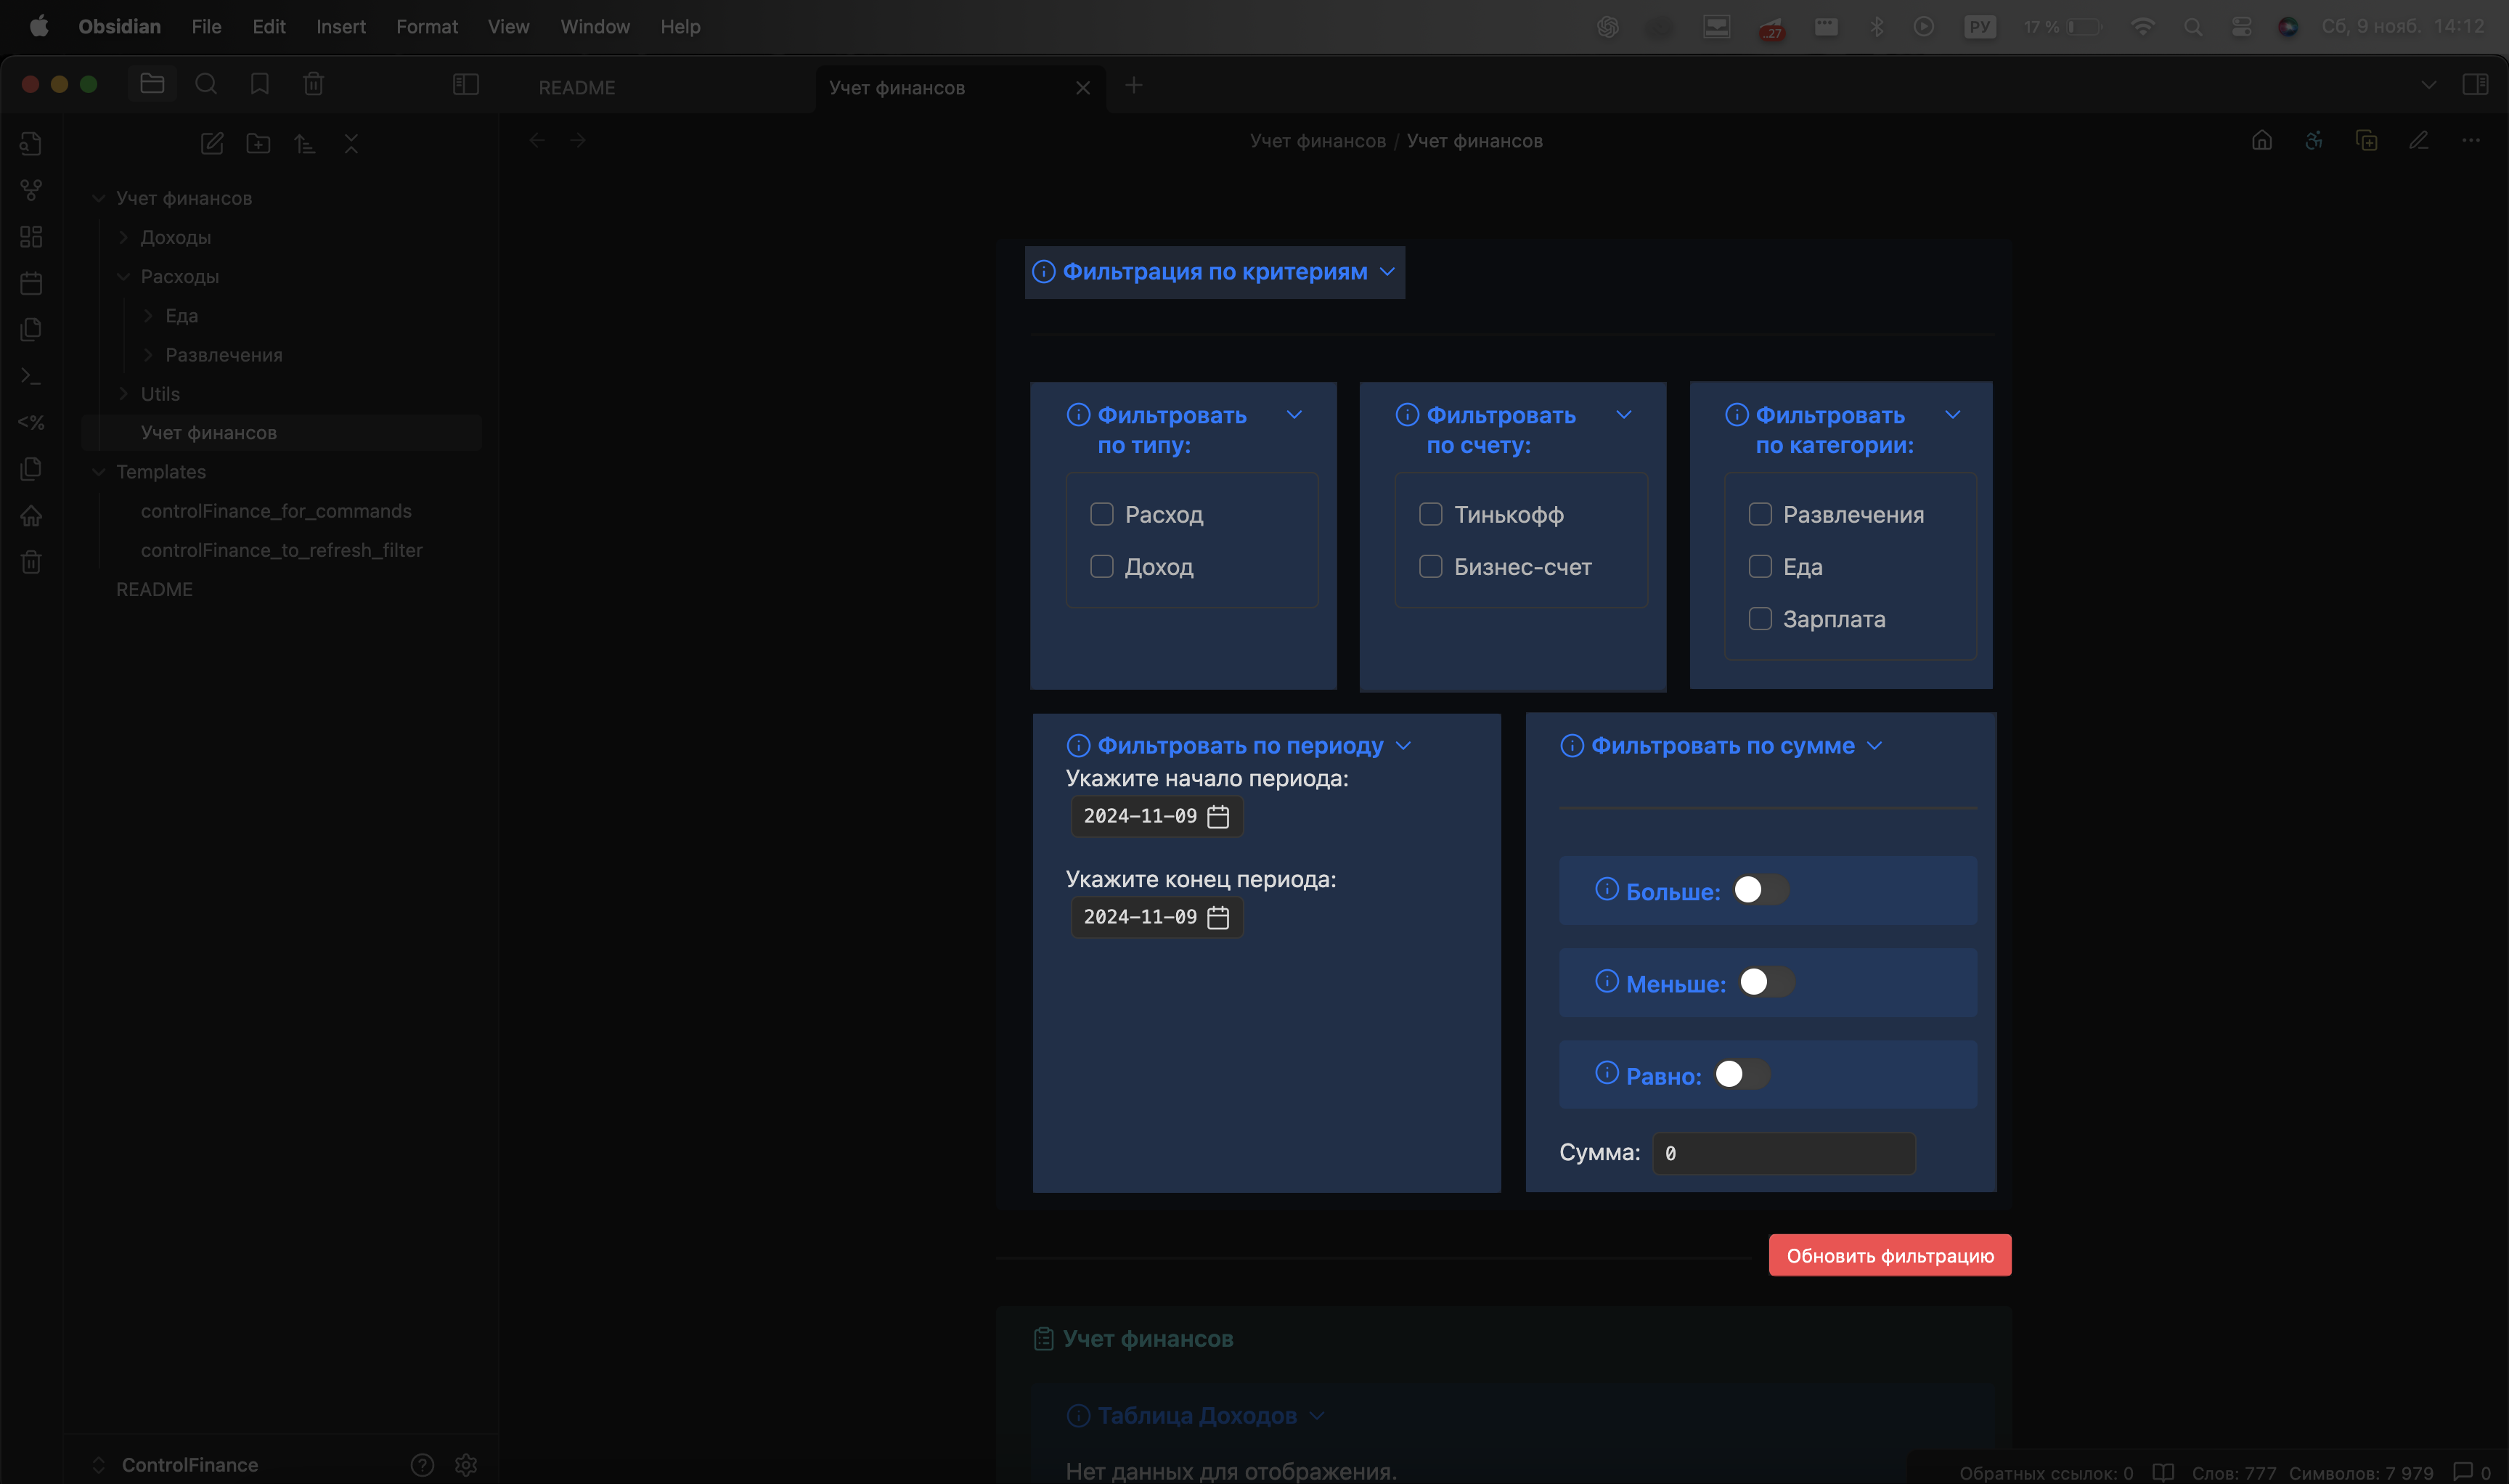 Obsidian File Edit Insert Format View Window Help
..27 РУ 17 % Сб, 9 нояб. 14:12
README Учет финансов
Учет финансов / Учет финансов
Учет финансов
Доходы
Расходы
Еда
Развлечения
Utils
Учет финансов
Templates
controlFinance_for_commands
controlFinance_to_refresh_filter
README
ControlFinance
Фильтрация по критериям
Фильтровать
по типу:
Расход
Доход
Фильтровать
по счету:
Тинькофф
Бизнес-счет
Фильтровать
по категории:
Развлечения
Еда
Зарплата
Фильтровать по периоду
Укажите начало периода:
2024-11-09
Укажите конец периода:
2024-11-09
Фильтровать по сумме
Больше:
Меньше:
Равно:
Сумма: 0
Обновить фильтрацию
Учет финансов
Таблица Доходов
Нет данных для отображения.
Обратных ссылок: 0 Слов: 777 Символов: 7 979 0